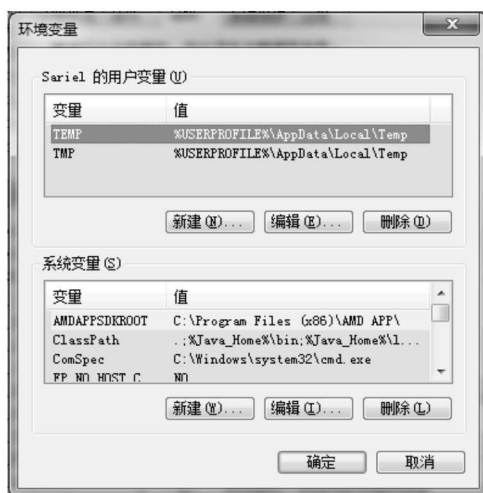 环境变量
Sariel 的用户变量(U)
变量 值
TEMP %USERPROFILE%\AppData\Local\Temp
TMP %USERPROFILE%\AppData\Local\Temp
新建(N)... 编辑(E)... 删除(D)
系统变量(S)
变量 值
AMDAPPSDKROOT C:\Program Files (x86)\AMD APP\
ClassPath .;%Java_Home%\bin;%Java_Home%\l...
ComSpec C:\Windows\system32\cmd.exe
FP_NO_HOST_C... NO
新建(W)... 编辑(I)... 删除(L)
确定 取消